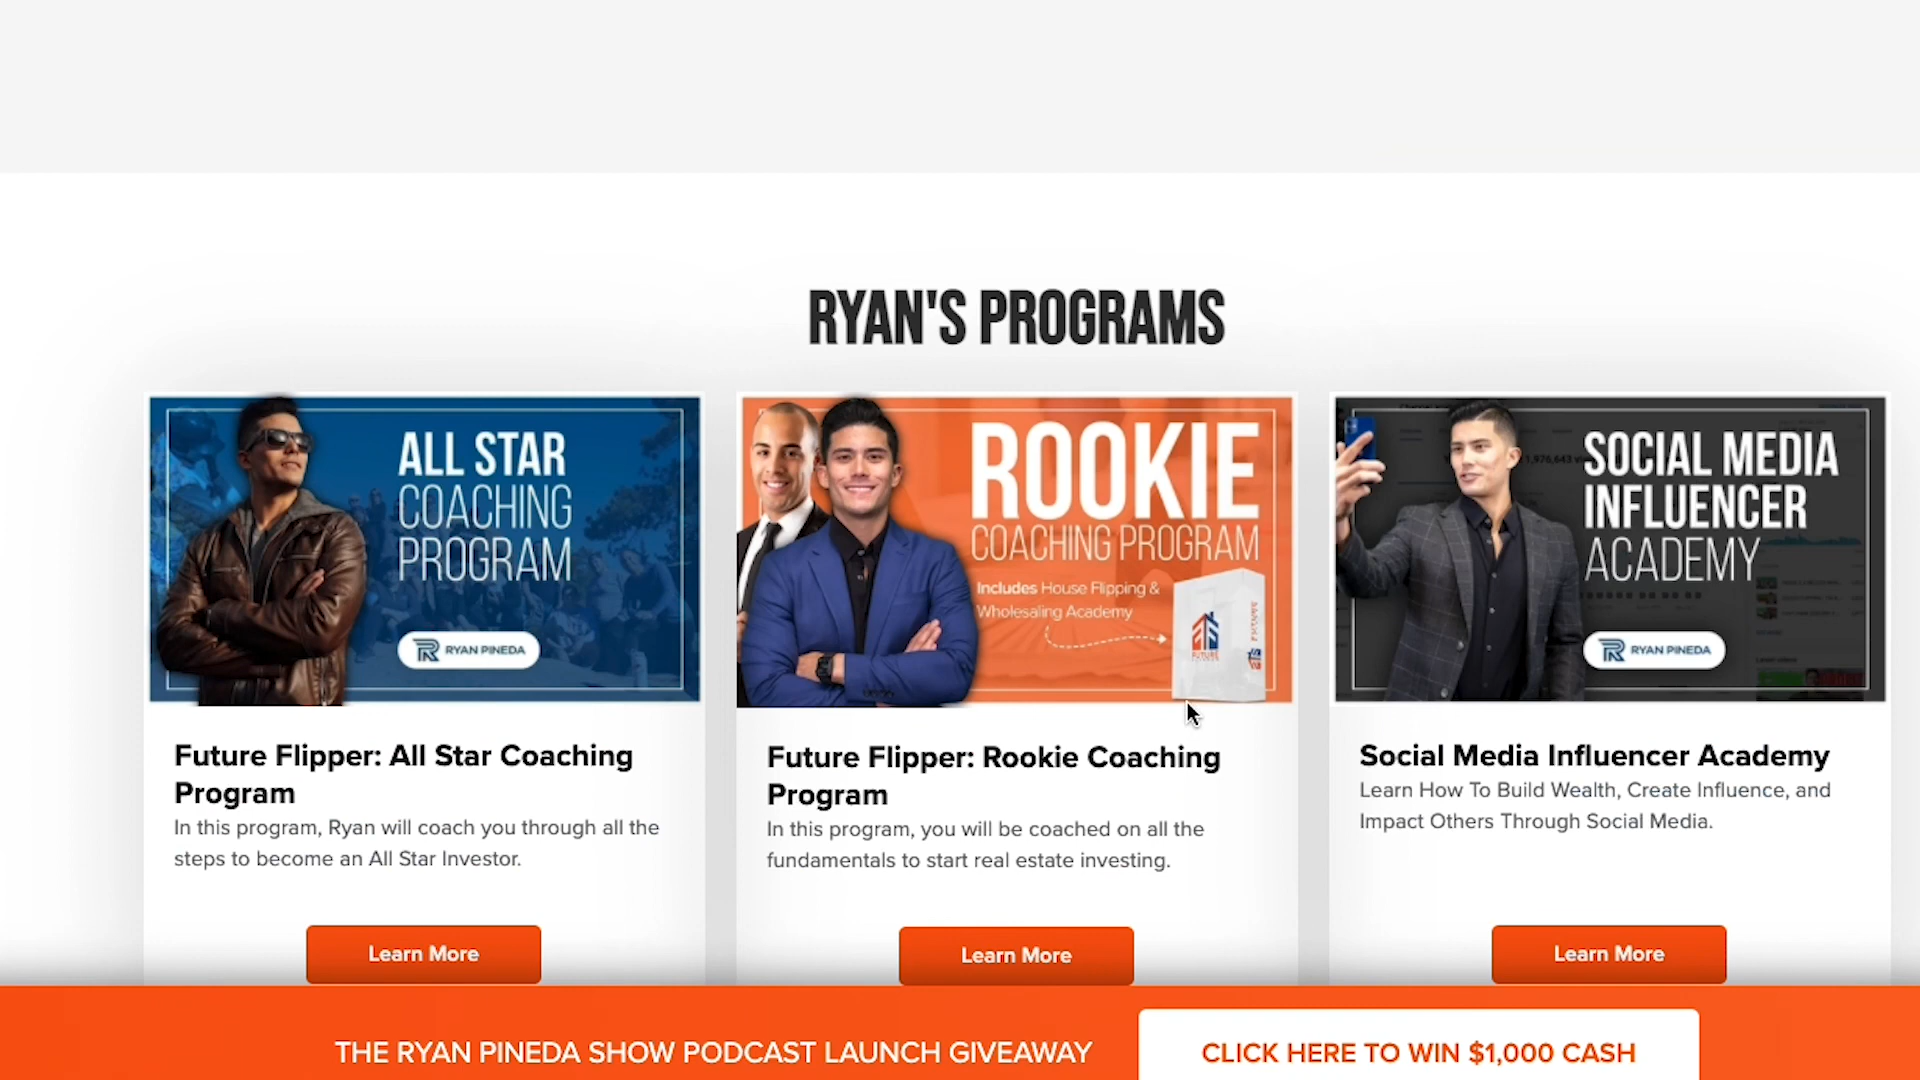 RYAN'S PROGRAMS
ALL STAR
COACHING
PROGRAM
RYAN PINEDA
ROOKIE
COACHING PROGRAM
Includes House Flipping &
Wholesaling Academy
FUTURE
SOCIAL MEDIA
INFLUENCER
ACADEMY
RYAN PINEDA
Future Flipper: All Star Coaching
Program
In this program, Ryan will coach you through all the
steps to become an All Star Investor.
Learn More
Future Flipper: Rookie Coaching
Program
In this program, you will be coached on all the
fundamentals to start real estate investing.
Learn More
Social Media Influencer Academy
Learn How To Build Wealth, Create Influence, and
Impact Others Through Social Media.
Learn More
THE RYAN PINEDA SHOW PODCAST LAUNCH GIVEAWAY
CLICK HERE TO WIN $1,000 CASH